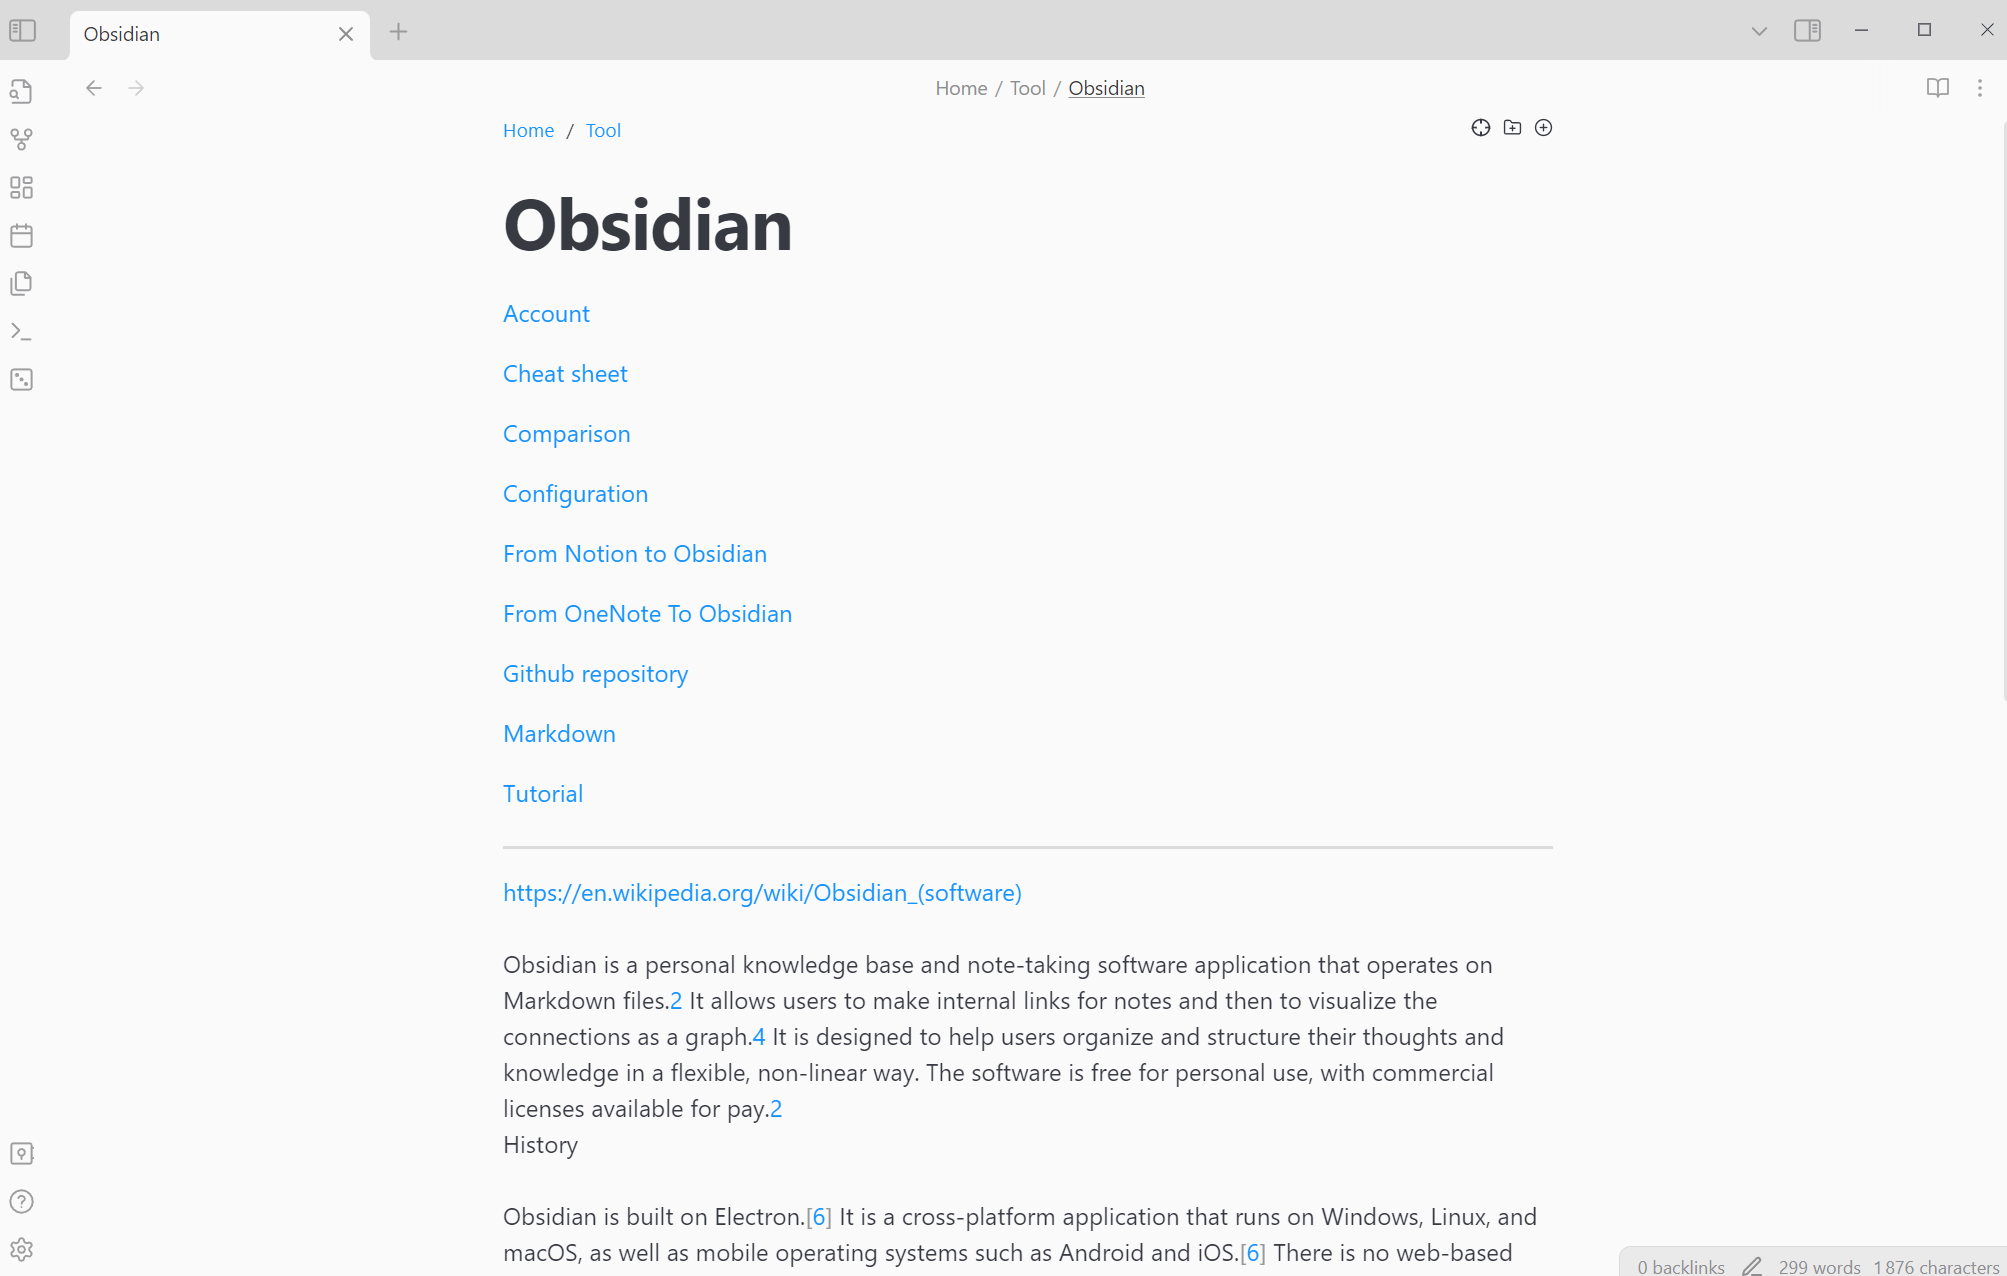 Obsidian
Home / Tool / Obsidian
Home / Tool
Obsidian
Account
Cheat sheet
Comparison
Configuration
From Notion to Obsidian
From OneNote To Obsidian
Github repository
Markdown
Tutorial
https://en.wikipedia.org/wiki/Obsidian_(software)
Obsidian is a personal knowledge base and note-taking software application that operates on
Markdown files.2 It allows users to make internal links for notes and then to visualize the
connections as a graph.4 It is designed to help users organize and structure their thoughts and
knowledge in a flexible, non-linear way. The software is free for personal use, with commercial
licenses available for pay.2
History
Obsidian is built on Electron.[6] It is a cross-platform application that runs on Windows, Linux, and
macOS, as well as mobile operating systems such as Android and iOS.[6] There is no web-based
0 backlinks 299 words 1 876 characters